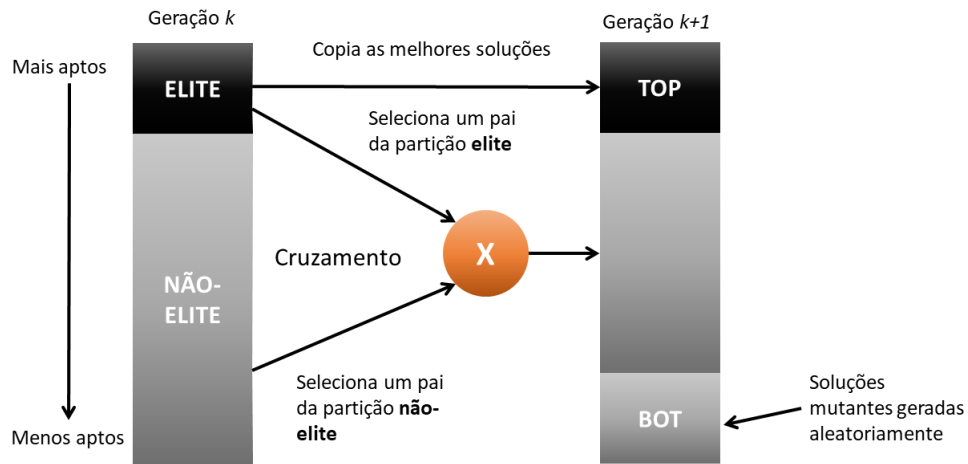 Geração k
Geração k+1
Mais aptos
ELITE
Copia as melhores soluções
TOP
Seleciona um pai
da partição elite
Cruzamento
X
NÃO-
ELITE
Seleciona um pai
da partição não-
elite
Menos aptos
BOT
Soluções
mutantes geradas
aleatoriamente